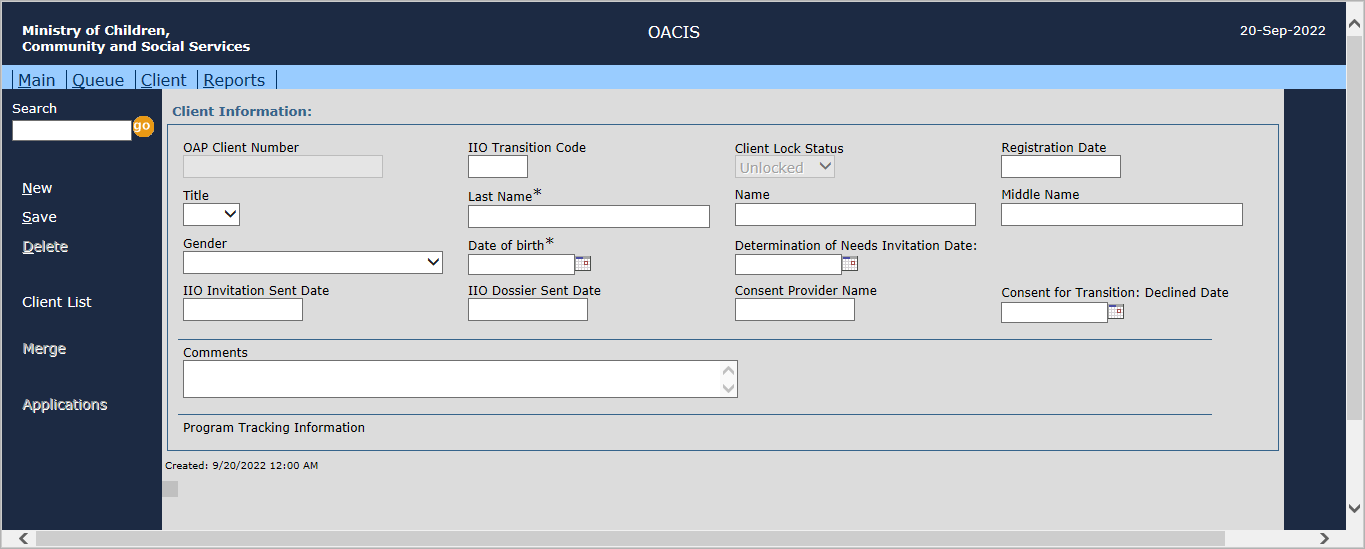 Ministry of Children,
Community and Social Services
OACIS
20-Sep-2022
Main Queue Client Reports
Search
go
New
Save
Delete
Client List
Merge
Applications
Client Information:
OAP Client Number IIO Transition Code Client Lock Status Registration Date
Unlocked
Title Last Name* Name Middle Name
Gender Date of birth* Determination of Needs Invitation Date:
IIO Invitation Sent Date IIO Dossier Sent Date Consent Provider Name Consent for Transition: Declined Date
Comments
Program Tracking Information
Created: 9/20/2022 12:00 AM